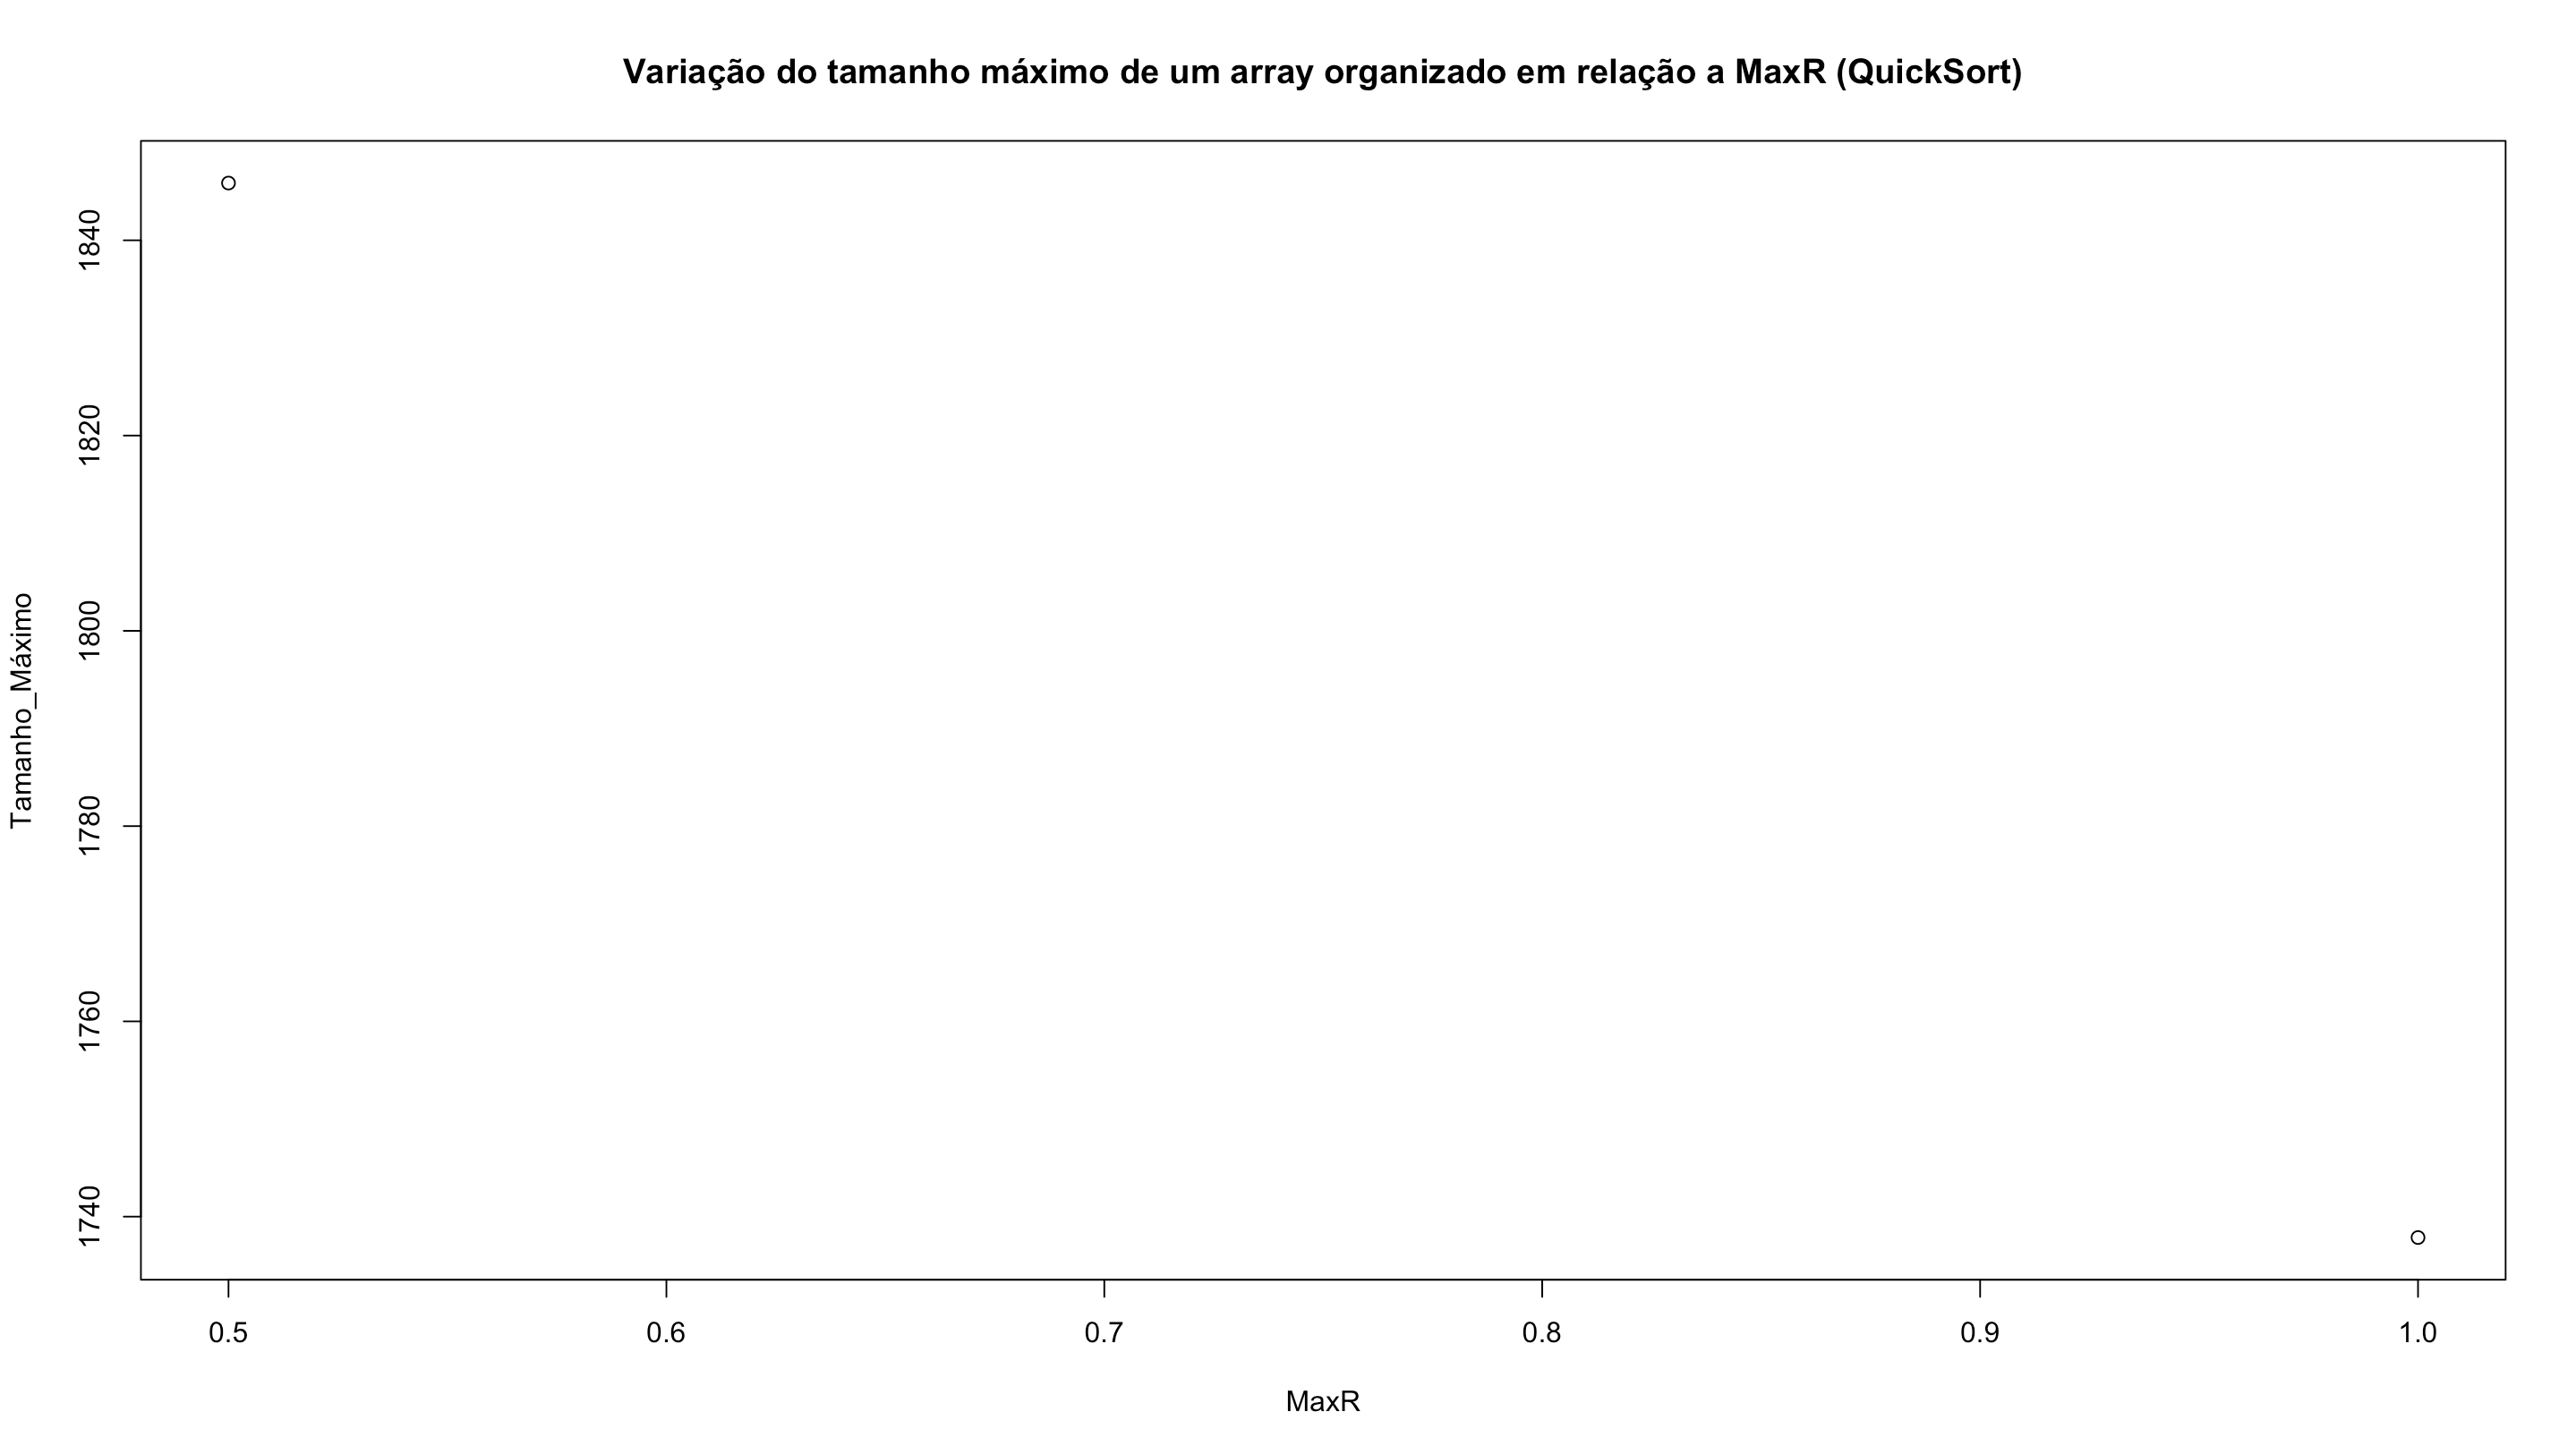 Variação do tamanho máximo de um array organizado em relação a MaxR (QuickSort)
Tamanho_Máximo
1840
1820
1800
1780
1760
1740
0.5 0.6 0.7 0.8 0.9 1.0
MaxR